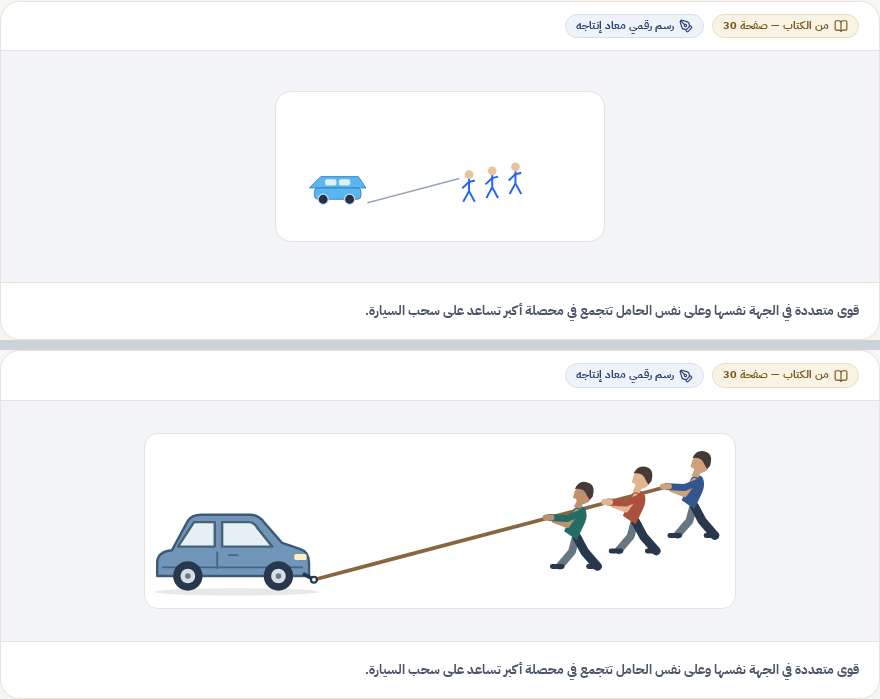 من الكتاب — صفحة 30
رسم رقمي معاد إنتاجه
قوى متعددة في الجهة نفسها وعلى نفس الحامل تتجمع في محصلة أكبر تساعد على سحب السيارة.
من الكتاب — صفحة 30
رسم رقمي معاد إنتاجه
قوى متعددة في الجهة نفسها وعلى نفس الحامل تتجمع في محصلة أكبر تساعد على سحب السيارة.